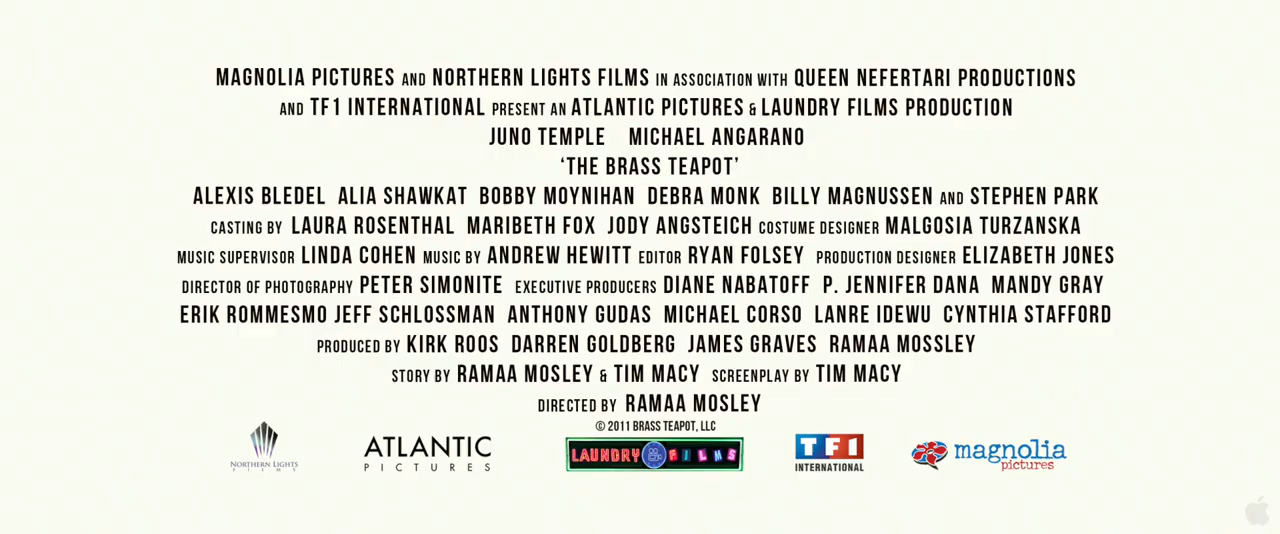 MAGNOLIA PICTURES AND NORTHERN LIGHTS FILMS IN ASSOCIATION WITH QUEEN NEFERTARI PRODUCTIONS
AND TF1 INTERNATIONAL PRESENT AN ATLANTIC PICTURES & LAUNDRY FILMS PRODUCTION
JUNO TEMPLE MICHAEL ANGARANO
‘THE BRASS TEAPOT’
ALEXIS BLEDEL ALIA SHAWKAT BOBBY MOYNIHAN DEBRA MONK BILLY MAGNUSSEN AND STEPHEN PARK
CASTING BY LAURA ROSENTHAL MARIBETH FOX JODY ANGSTEICH COSTUME DESIGNER MALGOSIA TURZANSKA
MUSIC SUPERVISOR LINDA COHEN MUSIC BY ANDREW HEWITT EDITOR RYAN FOLSEY PRODUCTION DESIGNER ELIZABETH JONES
DIRECTOR OF PHOTOGRAPHY PETER SIMONITE EXECUTIVE PRODUCERS DIANE NABATOFF P. JENNIFER DANA MANDY GRAY
ERIK ROMMESMO JEFF SCHLOSSMAN ANTHONY GUDAS MICHAEL CORSO LANRE IDEWU CYNTHIA STAFFORD
PRODUCED BY KIRK ROOS DARREN GOLDBERG JAMES GRAVES RAMAA MOSSLEY
STORY BY RAMAA MOSLEY & TIM MACY SCREENPLAY BY TIM MACY
DIRECTED BY RAMAA MOSLEY
© 2011 BRASS TEAPOT, LLC
NORTHERN LIGHTS
FILMS
ATLANTIC
PICTURES
LAUNDRY FILMS
TF1
INTERNATIONAL
magnolia
pictures